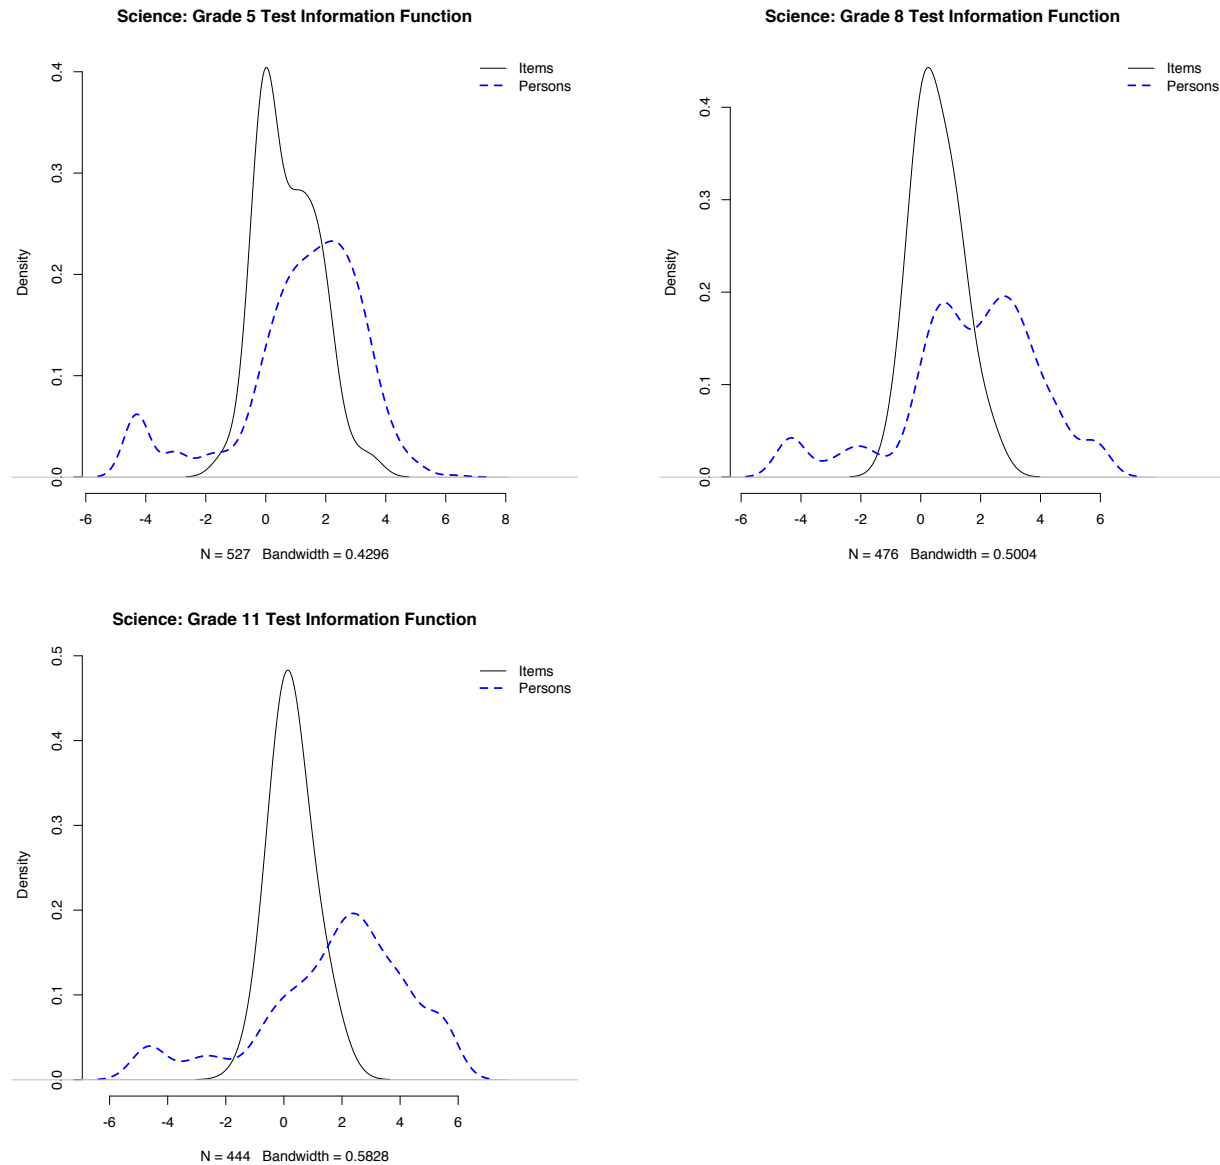 Science: Grade 5 Test Information Function
Items
Persons
Density
0.0 0.1 0.2 0.3 0.4
-6 -4 -2 0 2 4 6 8
N = 527 Bandwidth = 0.4296
Science: Grade 8 Test Information Function
Items
Persons
Density
0.0 0.1 0.2 0.3 0.4
-6 -4 -2 0 2 4 6
N = 476 Bandwidth = 0.5004
Science: Grade 11 Test Information Function
Items
Persons
Density
0.0 0.1 0.2 0.3 0.4 0.5
-6 -4 -2 0 2 4 6
N = 444 Bandwidth = 0.5828